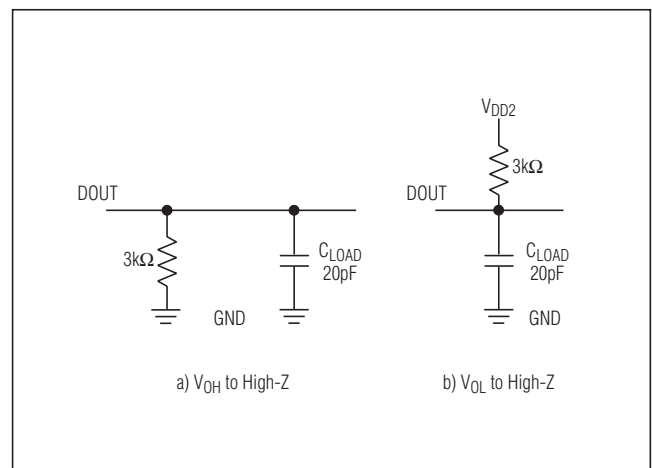 DOUT
3kΩ
CLOAD
20pF
GND
a) VOH to High-Z
VDD2
3kΩ
DOUT
CLOAD
20pF
GND
b) VOL to High-Z